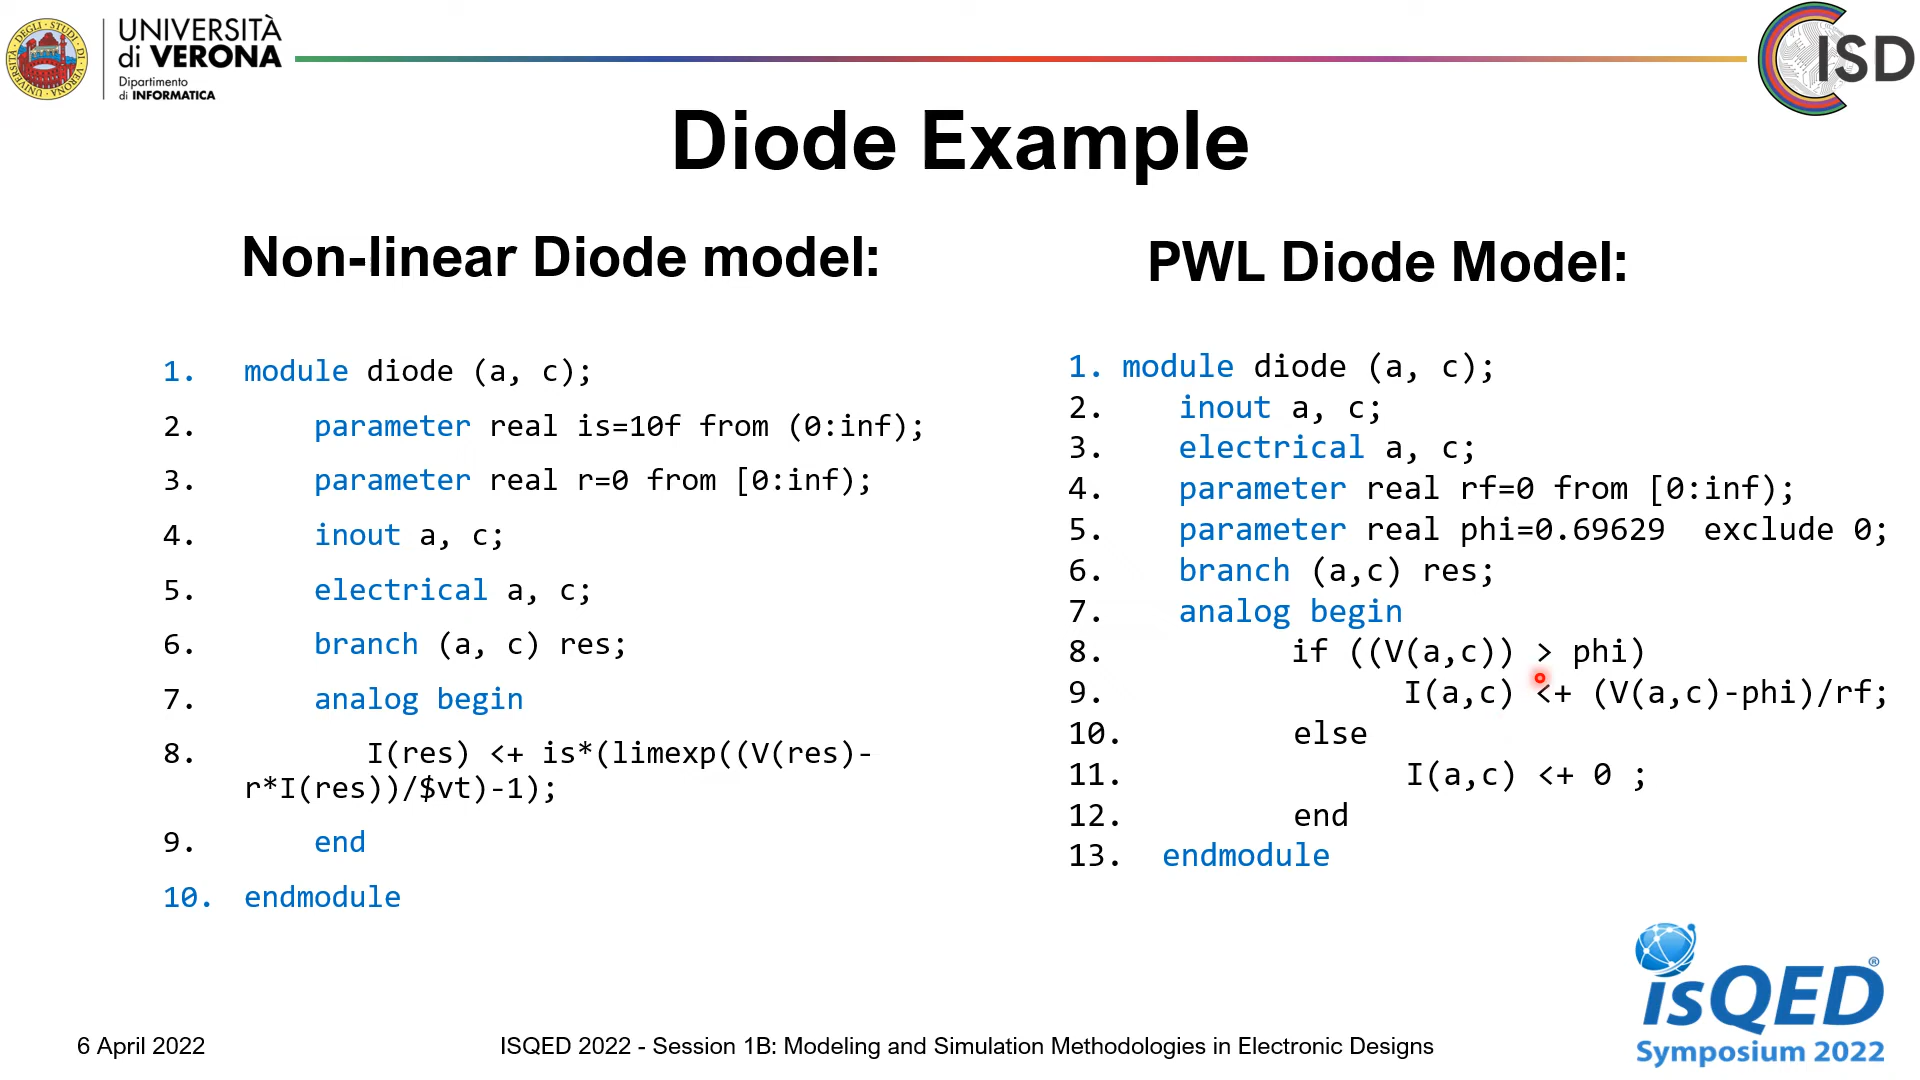 UNIVERSITÀ
di VERONA
Dipartimento
di INFORMATICA
ISD
Diode Example
Non-linear Diode model:
1. module diode (a, c);
2. parameter real is=10f from (0:inf);
3. parameter real r=0 from [0:inf);
4. inout a, c;
5. electrical a, c;
6. branch (a, c) res;
7. analog begin
8. I(res) <+ is*(limexp((V(res)-
r*I(res))/$vt)-1);
9. end
10. endmodule
PWL Diode Model:
1. module diode (a, c);
2. inout a, c;
3. electrical a, c;
4. parameter real rf=0 from [0:inf);
5. parameter real phi=0.69629 exclude 0;
6. branch (a,c) res;
7. analog begin
8. if ((V(a,c)) > phi)
9. I(a,c) <+ (V(a,c)-phi)/rf;
10. else
11. I(a,c) <+ 0 ;
12. end
13. endmodule
isQED®
Symposium 2022
6 April 2022
ISQED 2022 - Session 1B: Modeling and Simulation Methodologies in Electronic Designs